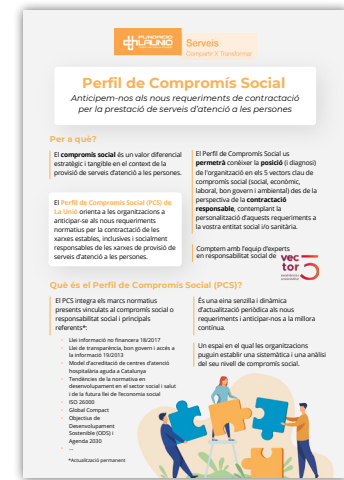 FUNDACIÓ
LAUNIÓ
Serveis
Compartir X Transformar
Perfil de Compromís Social
Anticipem-nos als nous requeriments de contractació
per la prestació de serveis d'atenció a les persones
Per a què?
El compromís social és un valor diferencial
estratègic i tangible en el context de la
provisió de serveis d'atenció a les persones.
El Perfil de Compromís Social (PCS) de
La Unió orienta a les organitzacions a
anticipar-se als nous requeriments
normatius per la contractació de les
xarxes estables, inclusives i socialment
responsables de les xarxes de provisió de
serveis d'atenció a les persones.
El Perfil de Compromís Social us
permetrà conèixer la posició (i diagnosi)
de l'organització en els 5 vectors clau de
compromís social (social, econòmic,
laboral, bon govern i ambiental) des de la
perspectiva de la contractació
responsable, contemplant la
personalitat d'aquests requeriments a
la vostra entitat social i/o sanitària.
Comptem amb l'equip d'experts
en responsabilitat social de
vec
tor 5
Què és el Perfil de Compromís Social (PCS)?
El PCS integra els marcs normatius
presents vinculats al compromís social o
responsabilitat social i principals
referents*:
- Llei informació no financera 18/2017
- Llei de transparència, bon govern i accés a
la informació 19/2013
- Model d'acreditació de centres d'atenció
hospitalària aguda a Catalunya
- Tendències de la normativa en
desenvolupament en el sector social i salut
i de la futura llei de l'economia social
- ISO 26000
- Global Compact
- Objectius de
Desenvolupament
Sostenible (ODS) i
Agenda 2030
- ...
*Actualització permanent
És una eina senzilla i dinàmica
d'actualització periòdica als nous
requeriments i anticipar-nos a la millora
contínua.
Un espai en el qual les organitzacions
puguin establir una sistemàtica i una anàlisi
del seu nivell de compromís social.